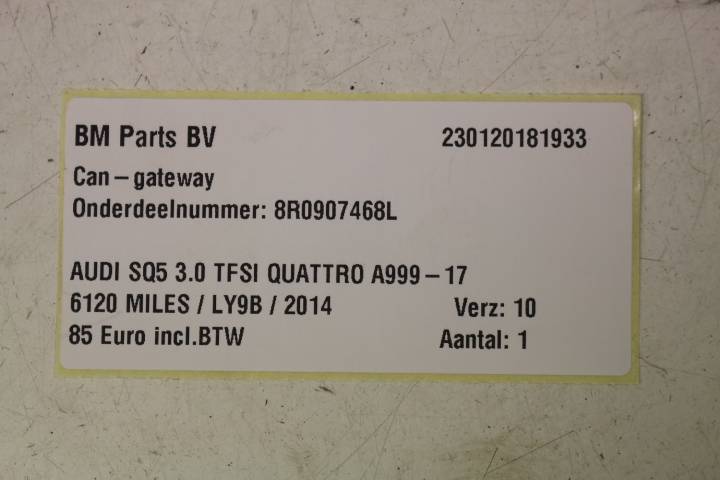 BM Parts BV 230120181933
Can-gateway
Onderdeelnummer: 8R0907468L
AUDI SQ5 3.0 TFSI QUATTRO A999-17
6120 MILES / LY9B / 2014 Verz: 10
85 Euro incl.BTW Aantal: 1